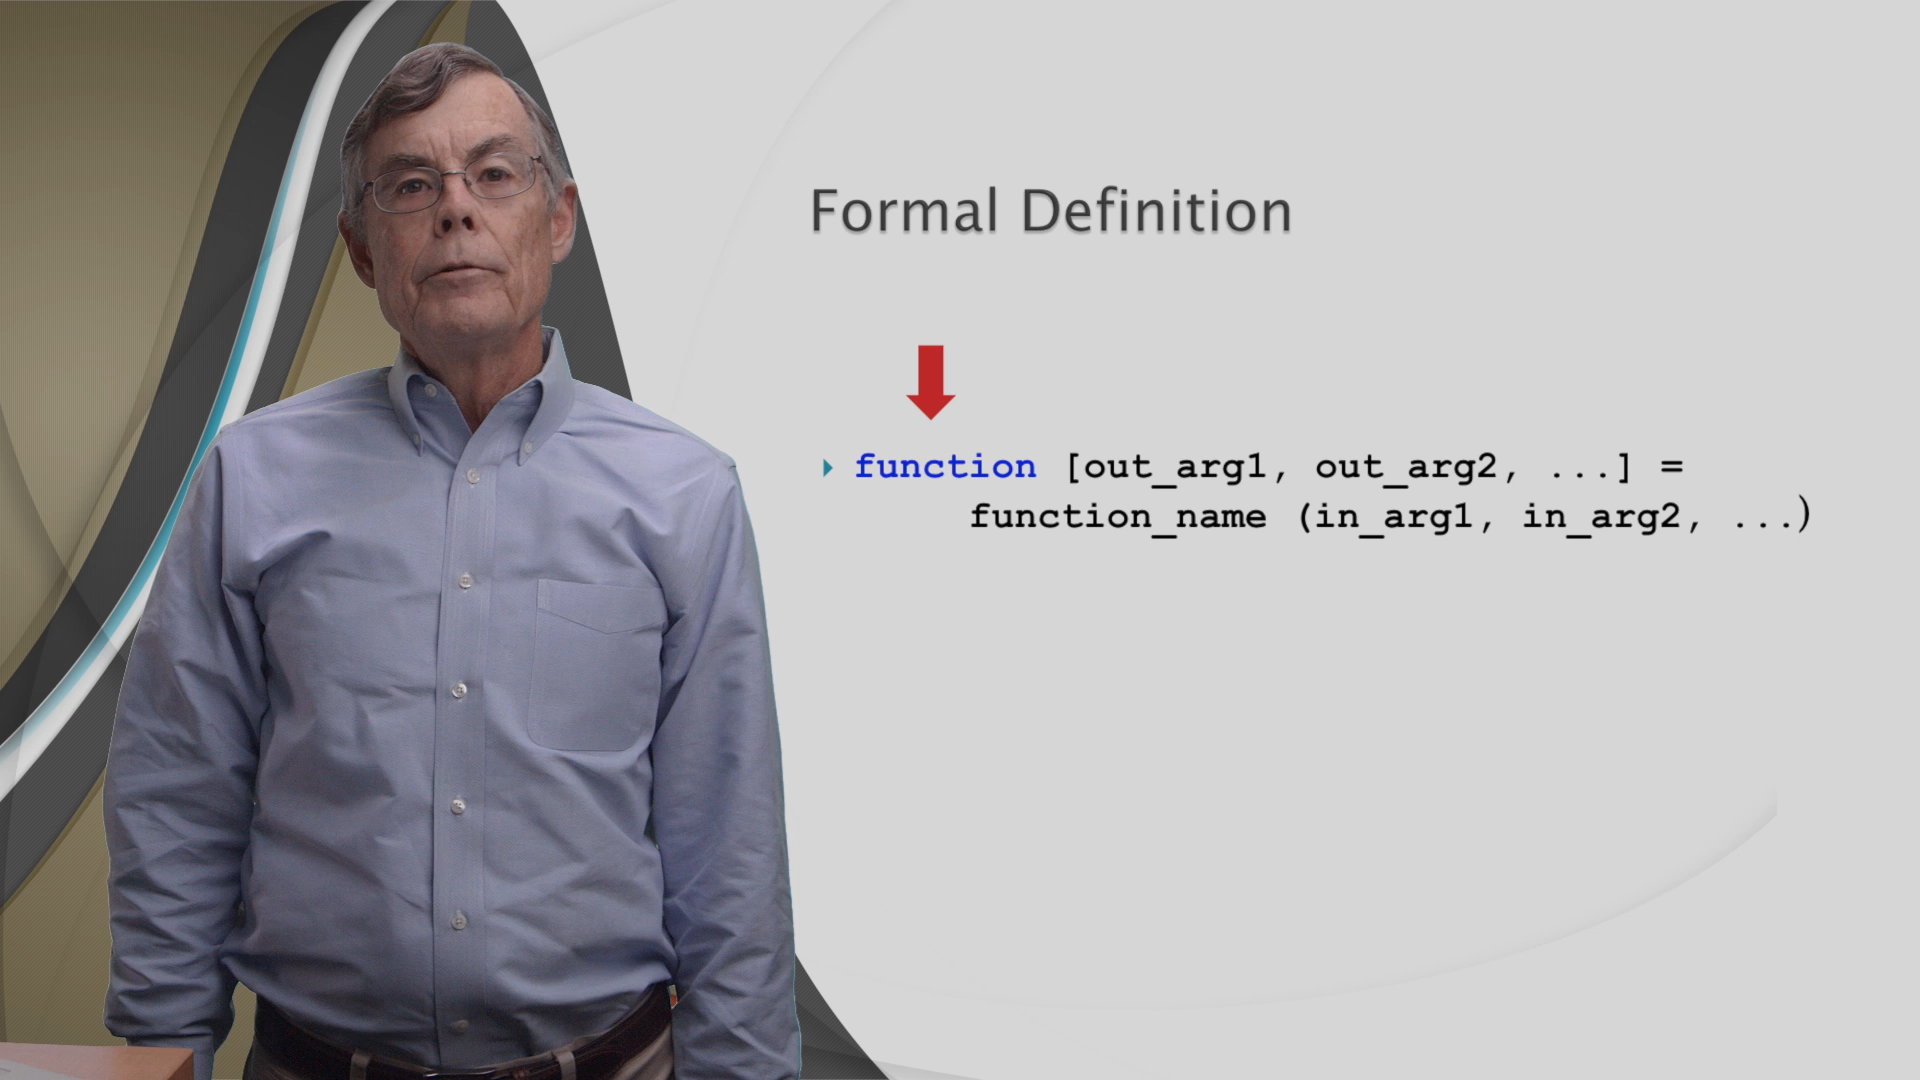 Formal Definition
function [out_arg1, out_arg2, ...] =
function_name (in_arg1, in_arg2, ...)